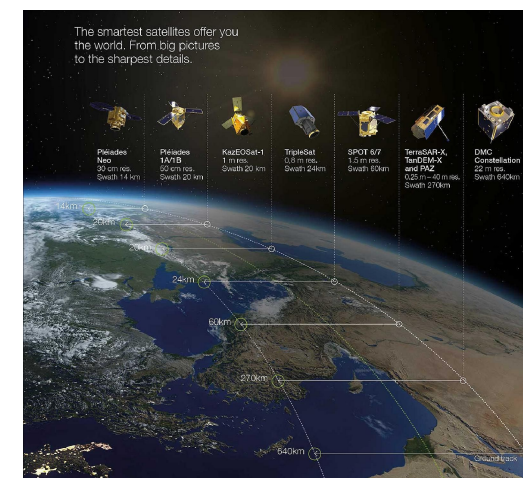 The smartest satellites offer you
the world. From big pictures
to the sharpest details.
Pléiades
Neo
30 cm res.
Swath 14 km
Pléiades
1A/1B
50 cm res.
Swath 20 km
KazEOSat-1
1 m res.
Swath 20 km
TripleSat
0,8 m res.
Swath 24km
SPOT 6/7
1.5 m res.
Swath 60km
TerraSAR-X,
TanDEM-X
and PAZ
0,25 m – 40 m res.
Swath 270km
DMC
Constellation
22 m res.
Swath 640km
14km
20km
20km
24km
60km
270km
640km
Ground track